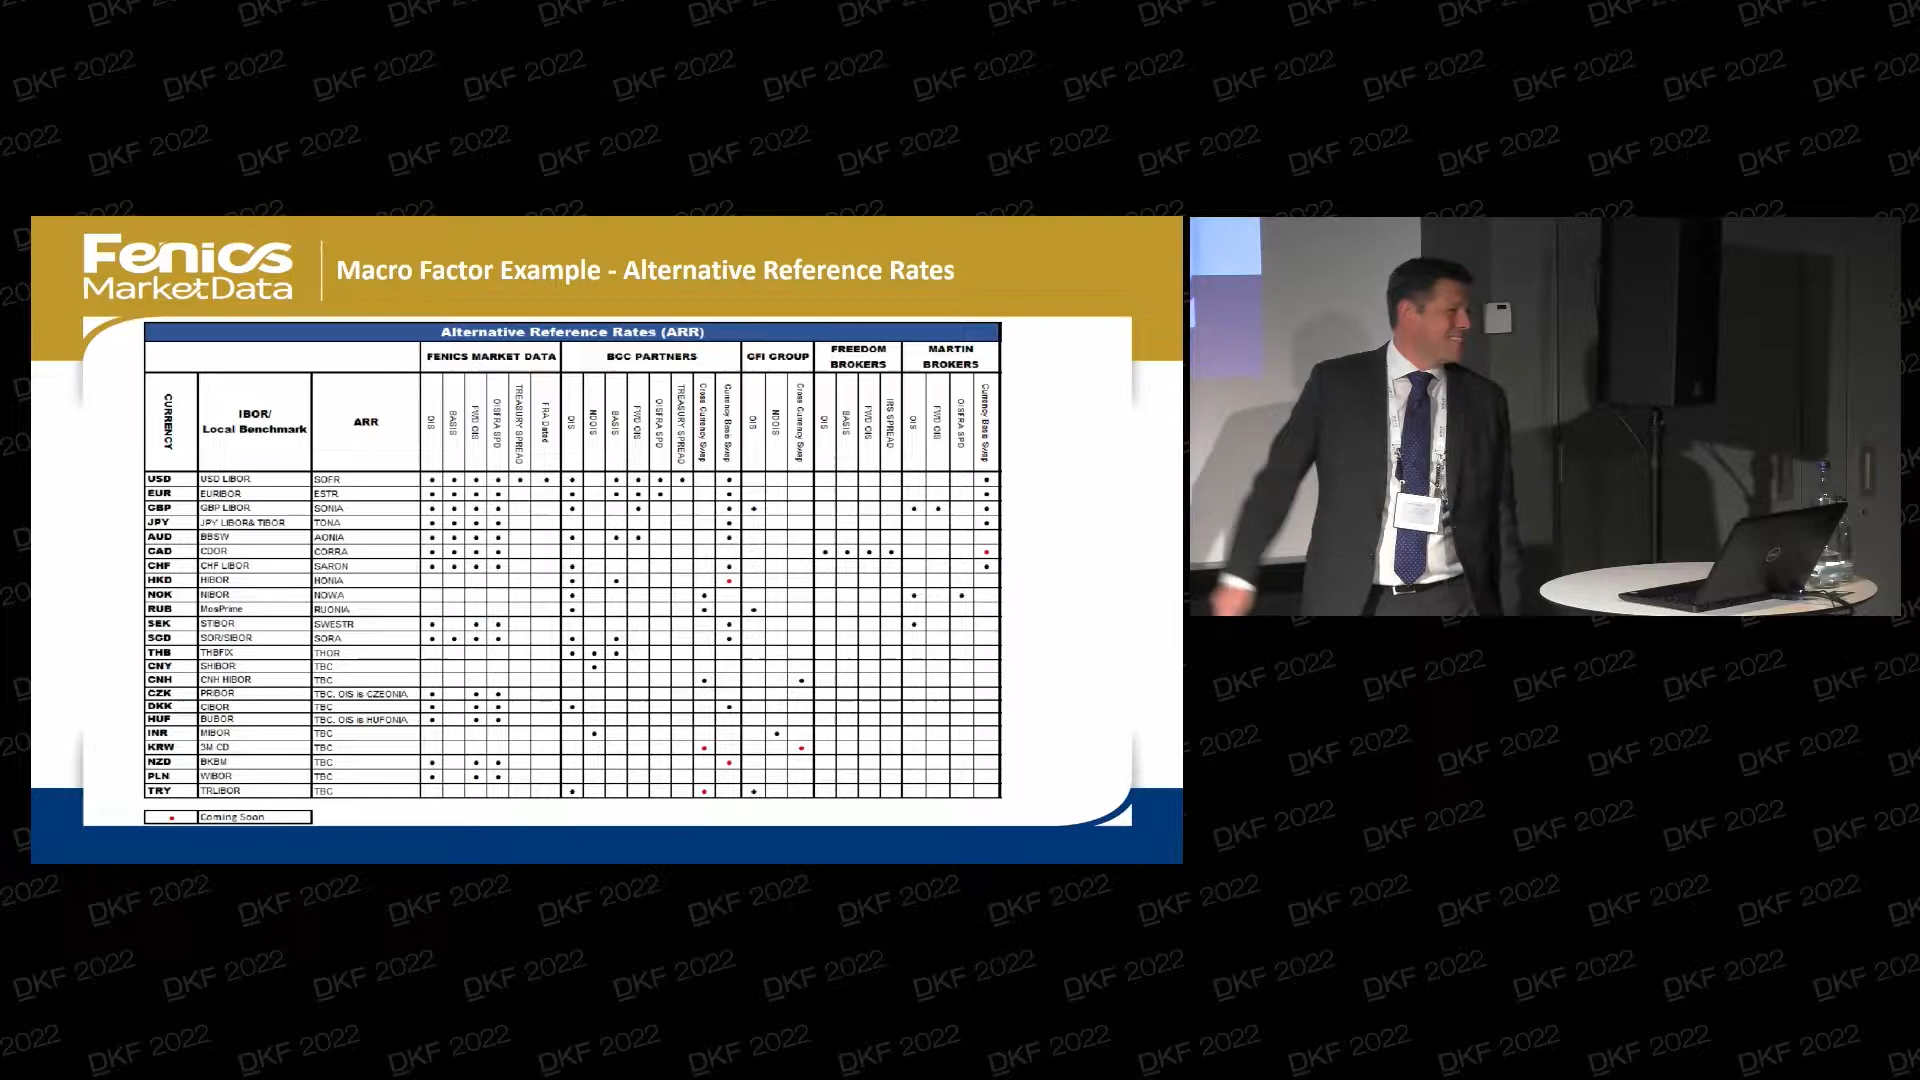 Fenics
MarketData
Macro Factor Example - Alternative Reference Rates
Alternative Reference Rates (ARR)
FENICS MARKET DATA
BGC PARTNERS
GFI GROUP
FREEDOM BROKERS
MARTIN BROKERS
CURRENCY
IBOR/ Local Benchmark
ARR
OIS
BASIS
FWD OIS
OISFRA SPD
TREASURY SPREAD
FRA Dated
OIS
NDOIS
BASIS
FWD OIS
OISFRA SPD
TREASURY SPREAD
Cross Currency Swap
Currency Basis Swap
OIS
NDOIS
Cross Currency Swap
OIS
BASIS
FWD OIS
IRS SPREAD
OIS
FWD OIS
OISFRA SPD
Currency Basis Swap
USD USD LIBOR SOFR
EUR EURIBOR ESTR
GBP GBP LIBOR SONIA
JPY JPY LIBOR& TIBOR TONA
AUD BBSW AONIA
CAD CDOR CORRA
CHF CHF LIBOR SARON
HKD HIBOR HONIA
NOK NIBOR NOWA
RUB MosPrime RUONIA
SEK STIBOR SWESTR
SGD SOR/SIBOR SORA
THB THBFIX THOR
CNY SHIBOR TBC
CNH CNH HIBOR TBC
CZK PRIBOR TBC. OIS is CZEONIA
DKK CIBOR TBC
HUF BUBOR TBC. OIS is HUFONIA
INR MIBOR TBC
KRW 3M CD TBC
NZD BKBM TBC
PLN WIBOR TBC
TRY TRLIBOR TBC
Coming Soon
DKF 2022